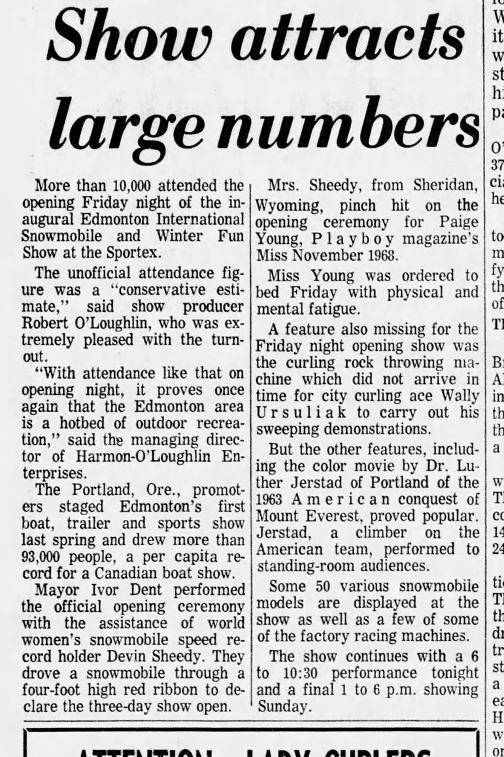 Show attracts
large numbers
More than 10,000 attended the
opening Friday night of the in-
augural Edmonton International
Snowmobile and Winter Fun
Show at the Sportex.
The unofficial attendance fig-
ure was a “conservative esti-
mate,” said show producer
Robert O'Loughlin, who was ex-
tremely pleased with the turn-
out.
“With attendance like that on
opening night, it proves once
again that the Edmonton area
is a hotbed of outdoor recrea-
tion,” said the managing direc-
tor of Harmon-O'Loughlin En-
terprises.
The Portland, Ore., promot-
ers staged Edmonton's first
boat, trailer and sports show
last spring and drew more than
93,000 people, a per capita re-
cord for a Canadian boat show.
Mayor Ivor Dent performed
the official opening ceremony
with the assistance of world
women's snowmobile speed re-
cord holder Devin Sheedy. They
drove a snowmobile through a
four-foot high red ribbon to de-
clare the three-day show open.
Mrs. Sheedy, from Sheridan,
Wyoming, pinch hit on the
opening ceremony for Paige
Young, Playboy magazine's
Miss November 1968.
Miss Young was ordered to
bed Friday with physical and
mental fatigue.
A feature also missing for the
Friday night opening show was
the curling rock throwing ma-
chine which did not arrive in
time for city curling ace Wally
Ursuliak to carry out his
sweeping demonstrations.
But the other features, includ-
ing the color movie by Dr. Lu-
ther Jerstad of Portland of the
1963 American conquest of
Mount Everest, proved popular.
Jerstad, a climber on the
American team, performed to
standing-room audiences.
Some 50 various snowmobile
models are displayed at the
show as well as a few of some
of the factory racing machines.
The show continues with a 6
to 10:30 performance tonight
and a final 1 to 6 p.m. showing
Sunday.
ATTENTION LADY CURLERS